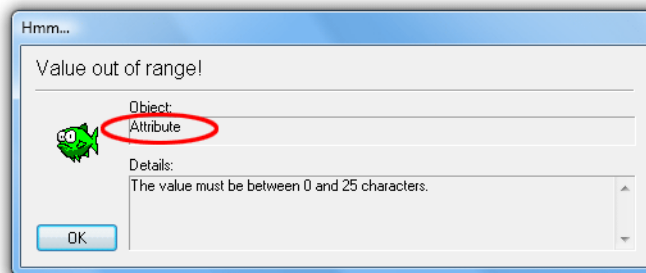 Hmm...
Value out of range!
Object:
Attribute
Details:
The value must be between 0 and 25 characters.
OK